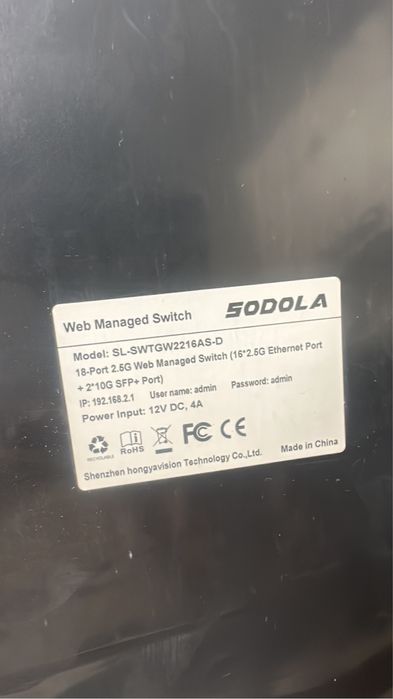 SODOLA
Web Managed Switch
Model: SL-SWTGW2216AS-D
18-Port 2.5G Web Managed Switch (16*2.5G Ethernet Port
+ 2*10G SFP+ Port)
IP: 192.168.2.1 User name: admin Password: admin
Power Input: 12V DC, 4A
RECYCLABLE RoHS FC CE
Shenzhen hongyavision Technology Co.,Ltd. Made in China